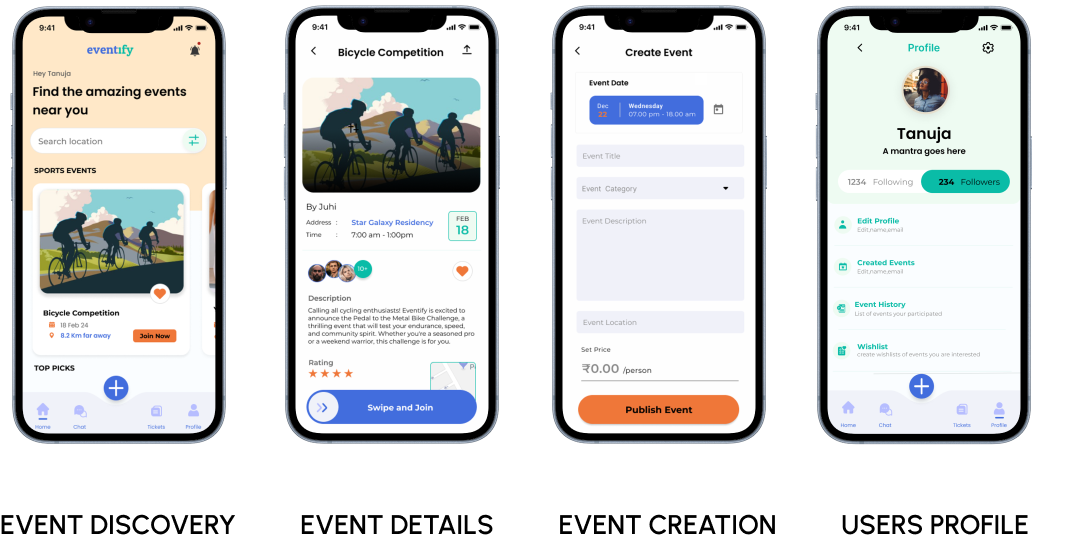 9:41
eventify
Hey Tanuja
Find the amazing events
near you
Search location
SPORTS EVENTS
Bicycle Competition
18 Feb 24
8.2 Km far away
Join Now
TOP PICKS
Home Chat Tickets Profile
9:41
Bicycle Competition
By Juhi
Address : Star Galaxy Residency
Time : 7:00 am - 1:00pm
FEB
18
10+
Description
Calling all cycling enthusiasts! Eventify is excited to
announce the Pedal to the Metal Bike Challenge, a
thrilling event that will test your endurance, speed,
and community spirit. Whether you're a seasoned pro
or a weekend warrior, this challenge is for you.
Rating
Swipe and Join
9:41
Create Event
Event Date
Dec
22
Wednesday
07.00 pm - 18.00 am
Event Title
Event Category
Event Description
Event Location
Set Price
₹0.00 /person
Publish Event
9:41
Profile
Tanuja
A mantra goes here
1234 Following
234 Followers
Edit Profile
Edit,name,email
Created Events
Edit,name,email
Event History
List of events your participated
Wishlist
create wishlists of events you are interested
Home Chat Tickets Profile
EVENT DISCOVERY
EVENT DETAILS
EVENT CREATION
USERS PROFILE